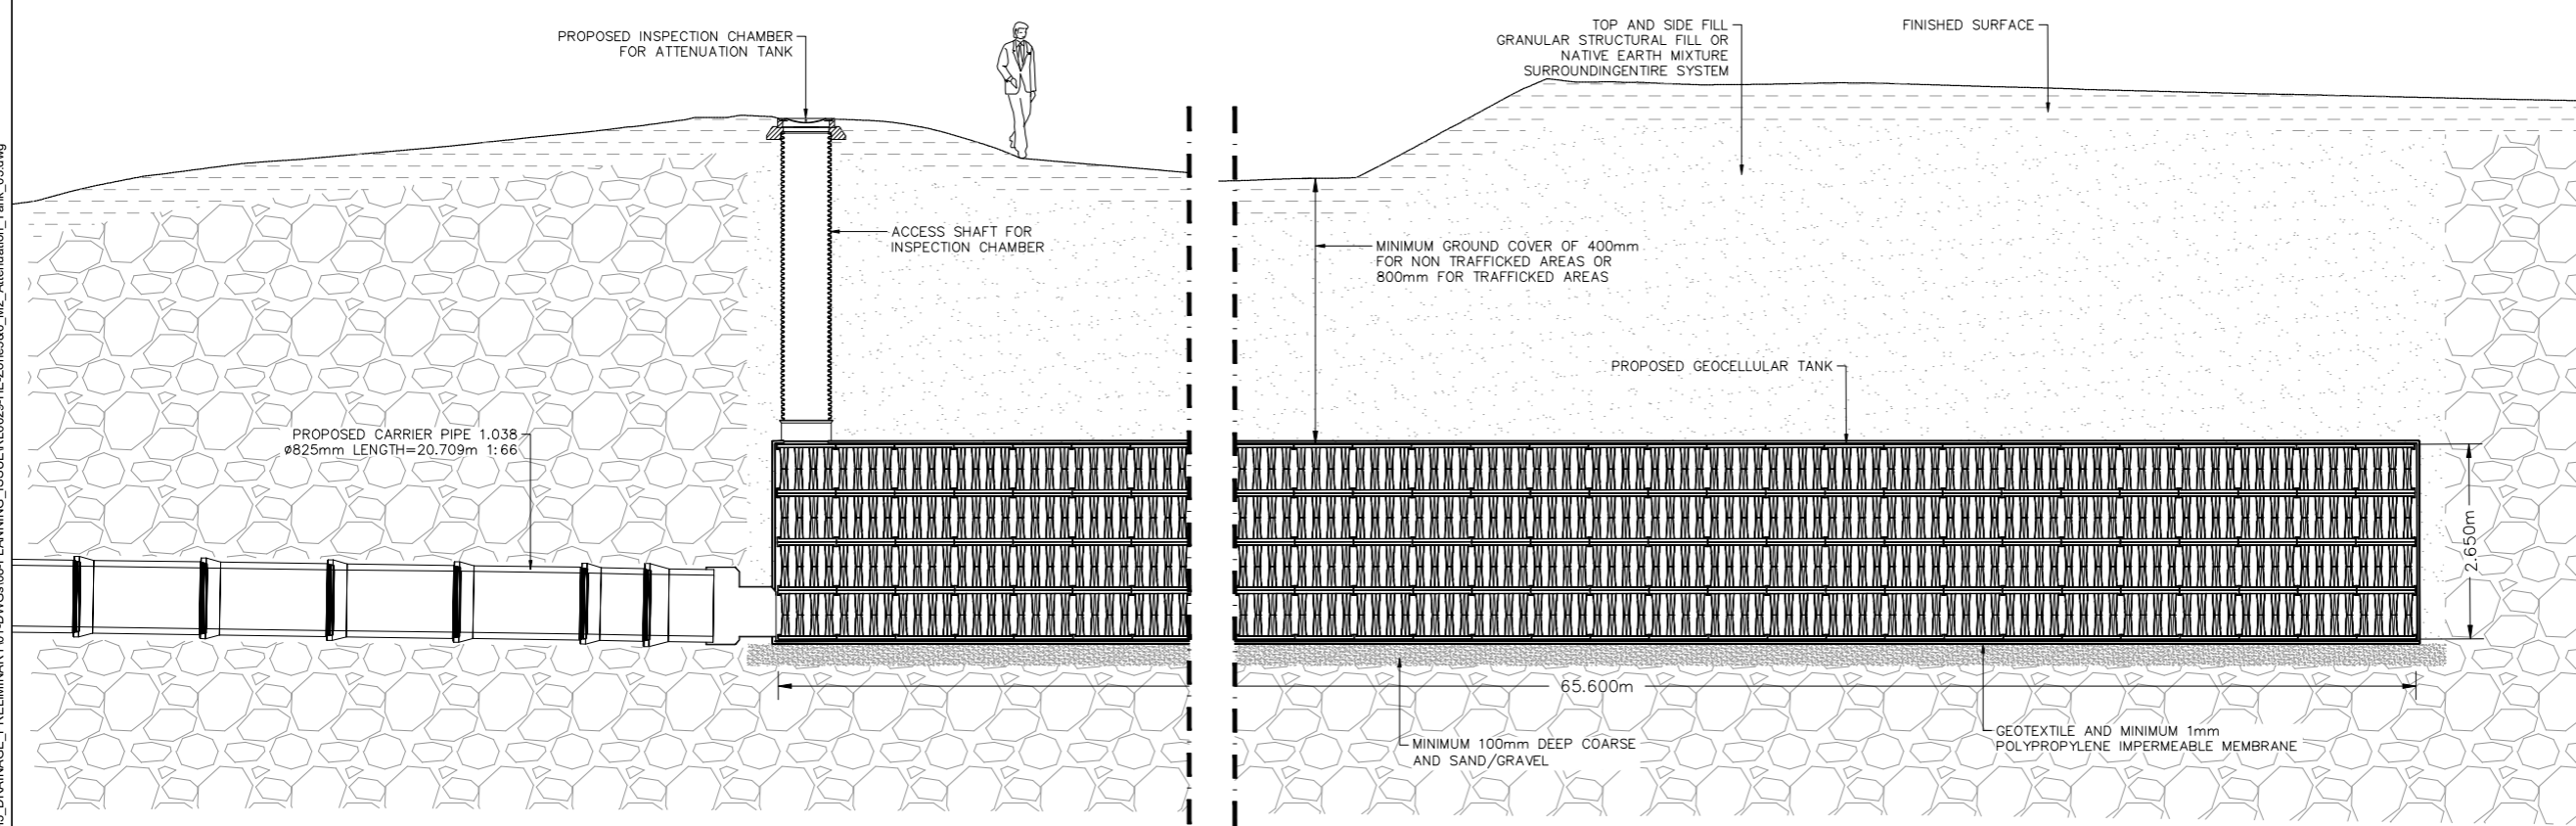 PROPOSED INSPECTION CHAMBER
FOR ATTENUATION TANK
TOP AND SIDE FILL
GRANULAR STRUCTURAL FILL OR
NATIVE EARTH MIXTURE
SURROUNDINGENTIRE SYSTEM
FINISHED SURFACE
ACCESS SHAFT FOR
INSPECTION CHAMBER
MINIMUM GROUND COVER OF 400mm
FOR NON TRAFFICKED AREAS OR
800mm FOR TRAFFICKED AREAS
PROPOSED GEOCELLULAR TANK
PROPOSED CARRIER PIPE 1.038
ø825mm LENGTH=20.709m 1:66
2.650m
65.600m
MINIMUM 100mm DEEP COARSE
AND SAND/GRAVEL
GEOTEXTILE AND MINIMUM 1mm
POLYPROPYLENE IMPERMEABLE MEMBRANE